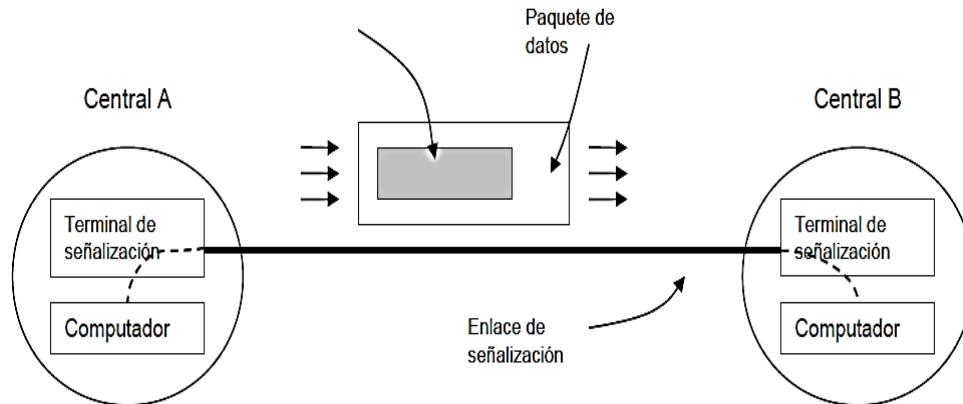 Paquete de
datos
Central A
Central B
Terminal de
señalización
Terminal de
señalización
Computador
Computador
Enlace de
señalización